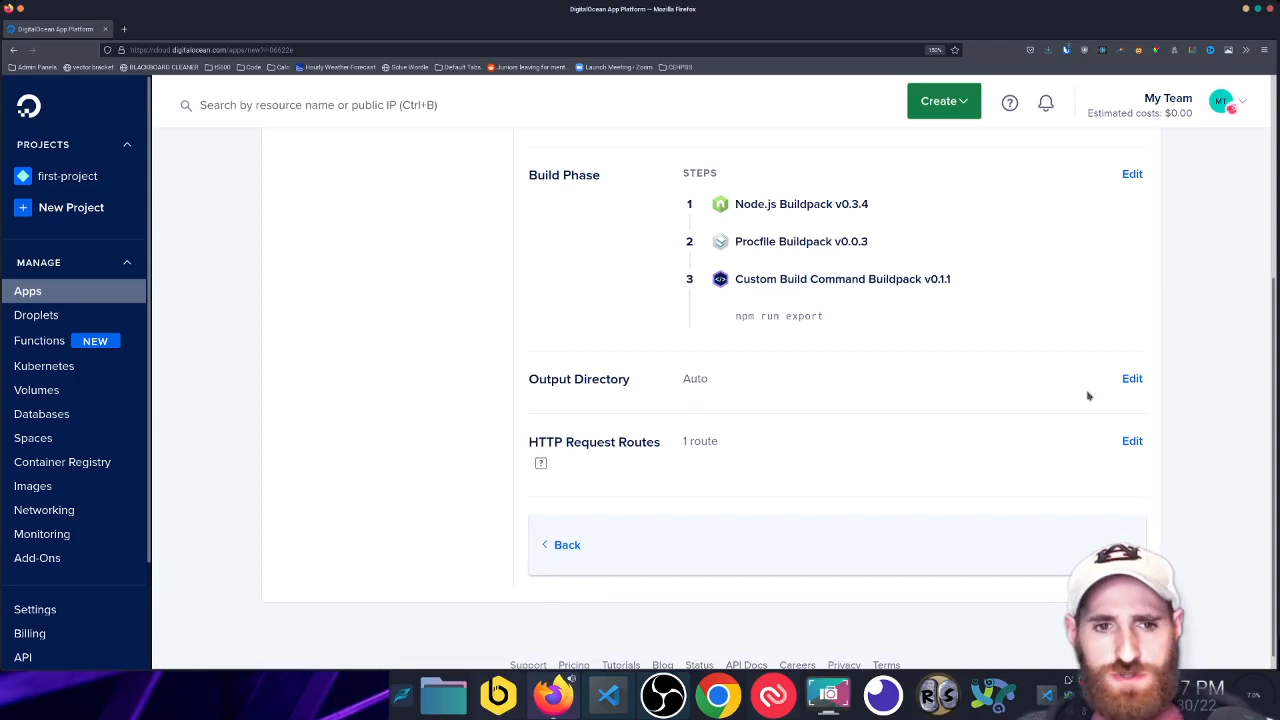 DigitalOcean App Platform — Mozilla Firefox
DigitalOcean App Platform
https://cloud.digitalocean.com/apps/new?i=06622e
150%
Admin Panels
vector bracket
BLACKBOARD CLEANER
t5600
Code
Calc
Hourly Weather Forecast
Solve Wordle
Default Tabs
Juniors leaving for ment...
Launch Meeting - Zoom
CEHPSS
Search by resource name or public IP (Ctrl+B)
Create
My Team
Estimated costs: $0.00
MT
PROJECTS
first-project
New Project
MANAGE
Apps
Droplets
Functions NEW
Kubernetes
Volumes
Databases
Spaces
Container Registry
Images
Networking
Monitoring
Add-Ons
Settings
Billing
API
Build Phase
STEPS
Edit
1 Node.js Buildpack v0.3.4
2 Procfile Buildpack v0.0.3
3 Custom Build Command Buildpack v0.1.1
npm run export
Output Directory
Auto
Edit
HTTP Request Routes
?
1 route
Edit
Back
Support Pricing Tutorials Blog Status API Docs Careers Privacy Terms
7 PM
30/22
7.0%